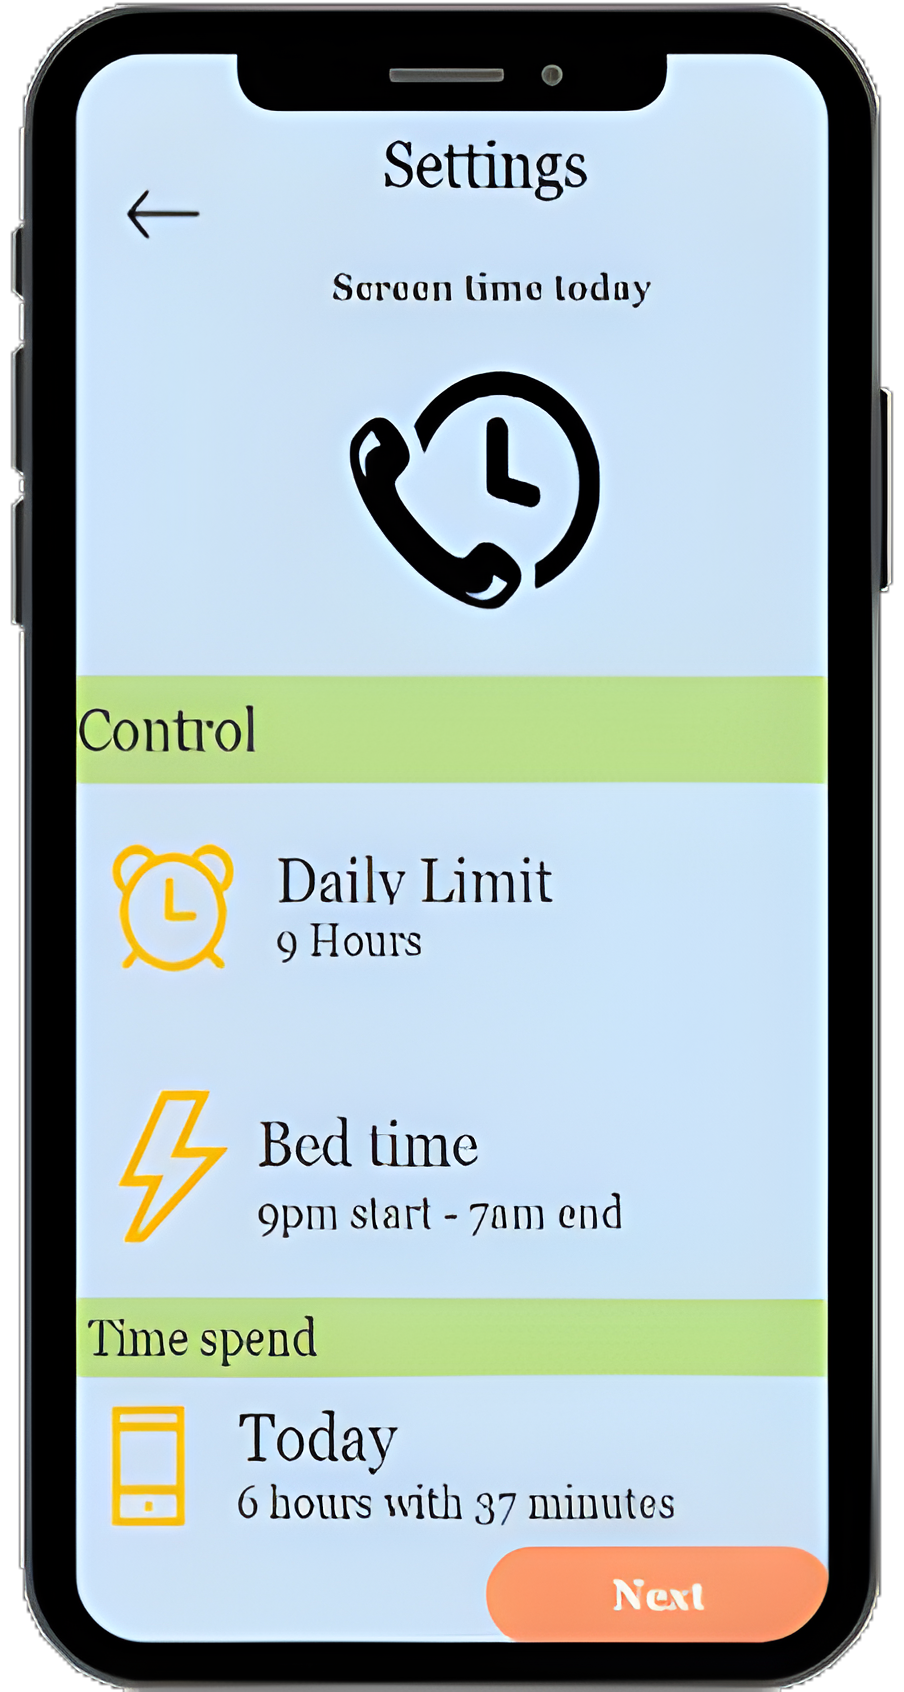 Settings
Screen time today
Control
Daily Limit
9 Hours
Bed time
9pm start - 7am end
Time spend
Today
6 hours with 37 minutes
Next